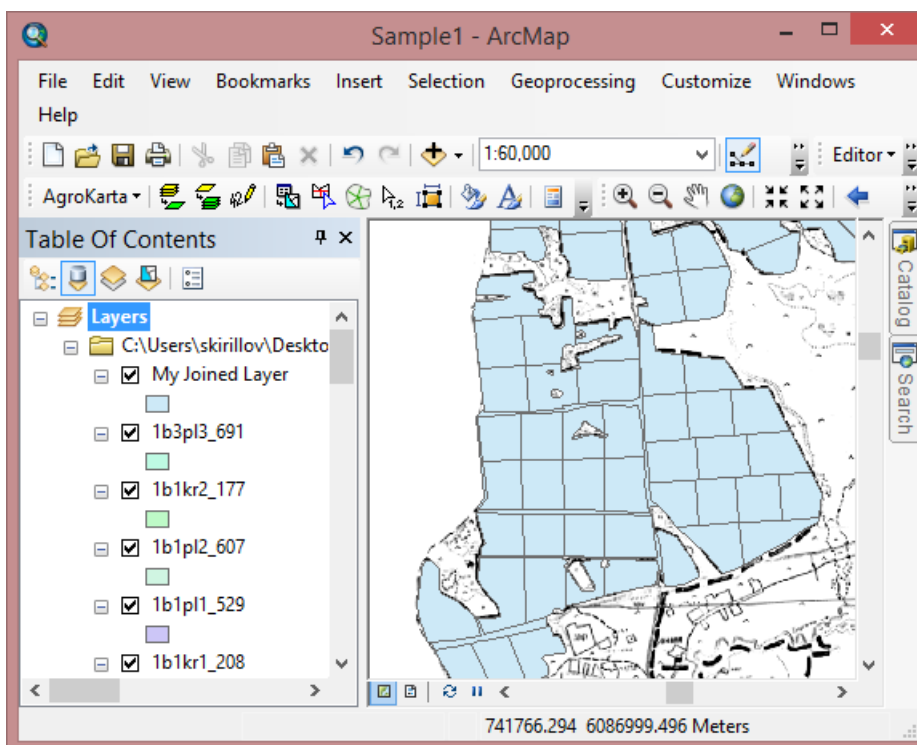 Sample1 - ArcMap
File Edit View Bookmarks Insert Selection Geoprocessing Customize Windows
Help
1:60,000 Editor
AgroKarta
Table Of Contents
Layers
C:\Users\skirillov\Deskto
My Joined Layer
1b3pl3_691
1b1kr2_177
1b1pl2_607
1b1pl1_529
1b1kr1_208
Catalog
Search
741766.294 6086999.496 Meters